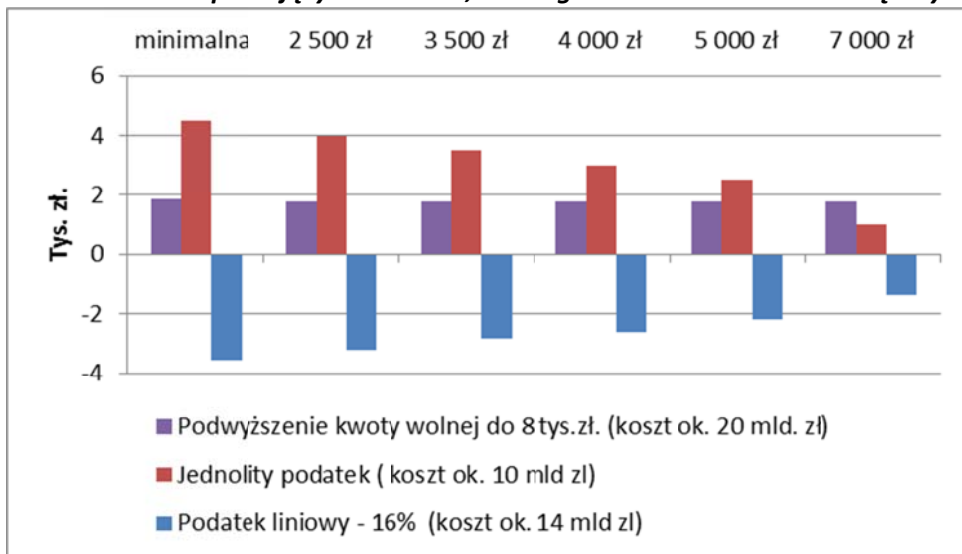 minimalna 2 500 zł 3 500 zł 4 000 zł 5 000 zł 7 000 zł
6
4
2
0
-2
-4
Tys. zł.
Podwyższenie kwoty wolnej do 8 tys.zł. (koszt ok. 20 mld. zł)
Jednolity podatek ( koszt ok. 10 mld zl)
Podatek liniowy - 16% (koszt ok. 14 mld zl)